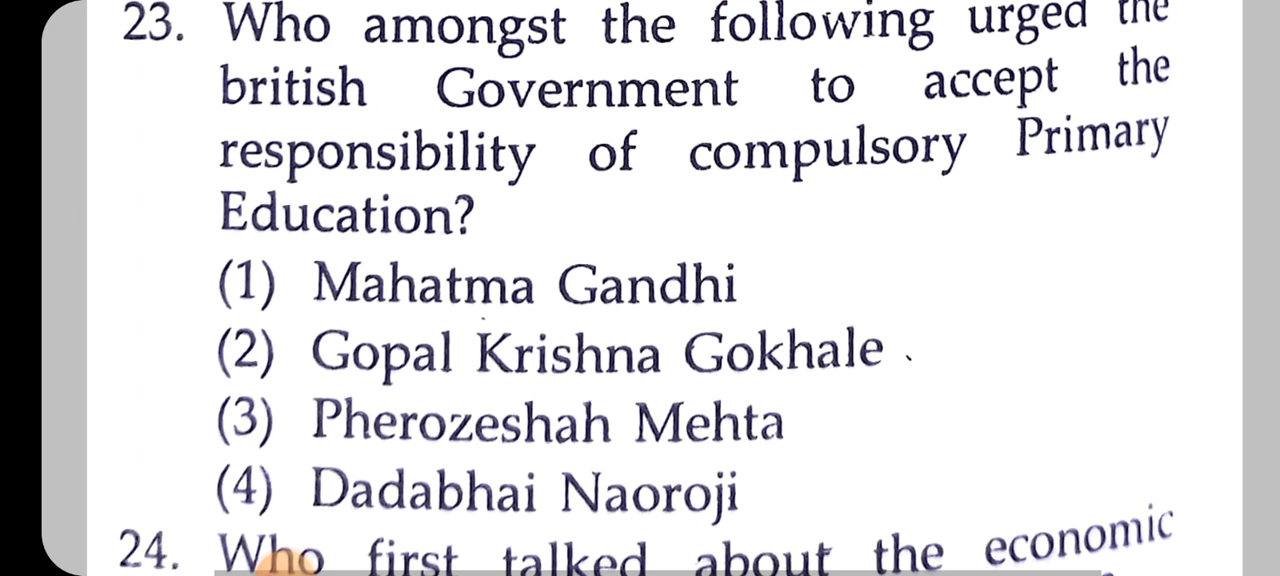 23. Who amongst the following urged the
british Government to accept the
responsibility of compulsory Primary
Education?
(1) Mahatma Gandhi
(2) Gopal Krishna Gokhale
(3) Pherozeshah Mehta
(4) Dadabhai Naoroji
24. Who first talked about the economic